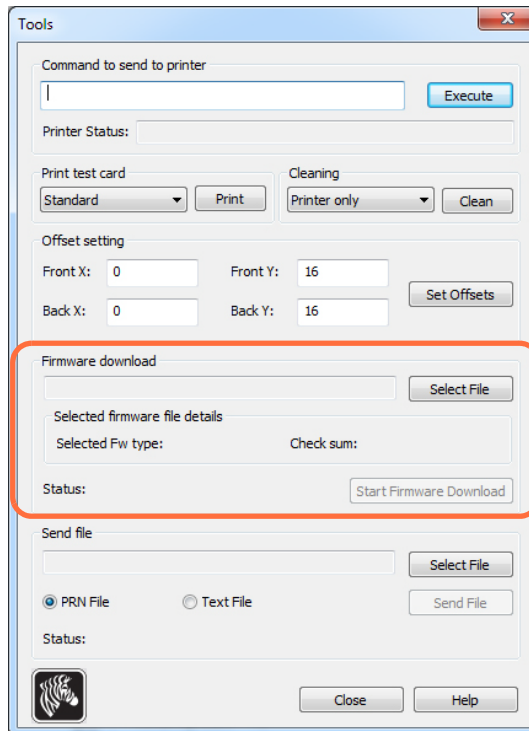 Tools
Command to send to printer
Execute
Printer Status:
Print test card
Cleaning
Standard Print Printer only Clean
Offset setting
Front X: 0 Front Y: 16
Set Offsets
Back X: 0 Back Y: 16
Firmware download
Select File
Selected firmware file details
Selected Fw type: Check sum:
Status: Start Firmware Download
Send file
Select File
PRN File Text File Send File
Status:
Close Help